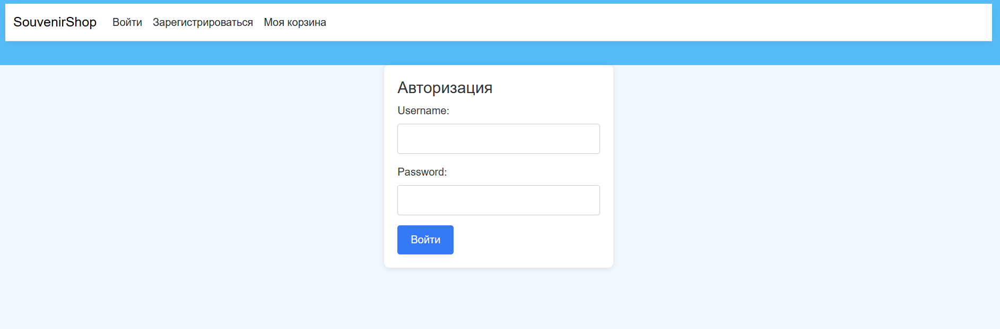 SouvenirShop Войти Зарегистрироваться Моя корзина
Авторизация
Username:
Password:
Войти